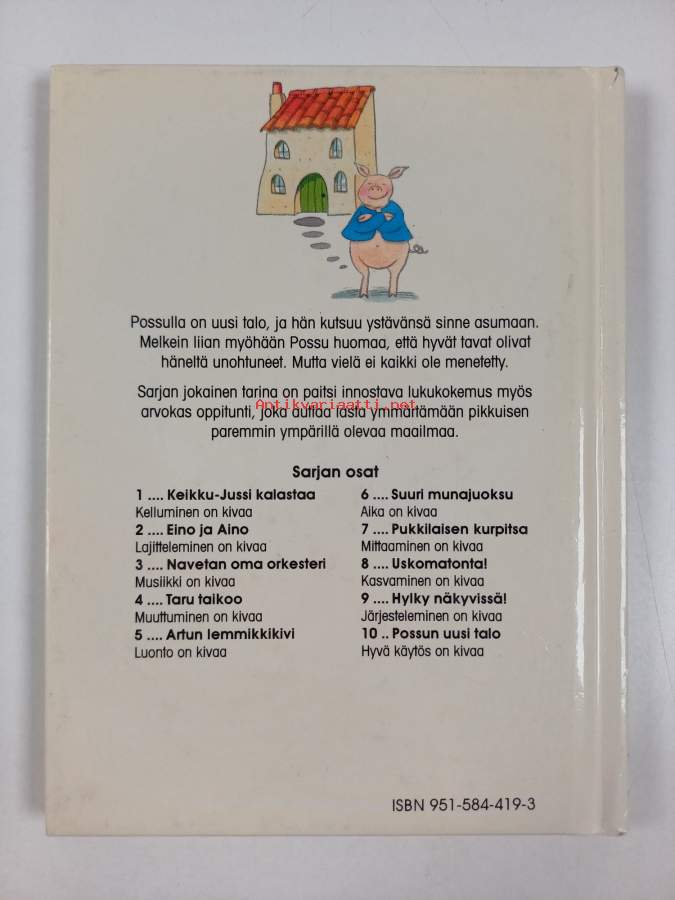 Possulla on uusi talo, ja hän kutsuu ystävänsä sinne asumaan.
Melkein liian myöhään Possu huomaa, että hyvät tavat olivat
häneltä unohtuneet. Mutta vielä ei kaikki ole menetetty.
Sarjan jokainen tarina on paitsi innostava lukukokemus myös
Antikvariaatti.net
arvokas oppitunti, joka auttaa lasta ymmärtämään pikkuisen
paremmin ympärillä olevaa maailmaa.
Sarjan osat
1 .... Keikku-Jussi kalastaa
Kelluminen on kivaa
2 .... Eino ja Aino
Lajitteleminen on kivaa
3 .... Navetan oma orkesteri
Musiikki on kivaa
4 .... Taru taikoo
Muuttuminen on kivaa
5 .... Artun lemmikkikivi
Luonto on kivaa
6 .... Suuri munajuoksu
Aika on kivaa
7 .... Pukkilaisen kurpitsa
Mittaaminen on kivaa
8 .... Uskomatonta!
Kasvaminen on kivaa
9 .... Hylky näkyvissä!
Järjesteleminen on kivaa
10 .. Possun uusi talo
Hyvä käytös on kivaa
ISBN 951-584-419-3